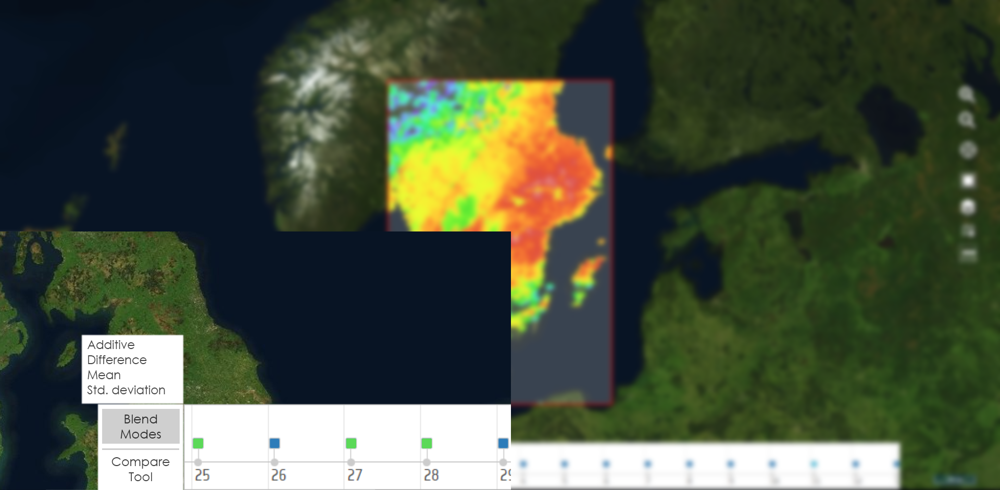 Additive
Difference
Mean
Std. deviation
Blend
Modes
Compare
Tool
25 26 27 28